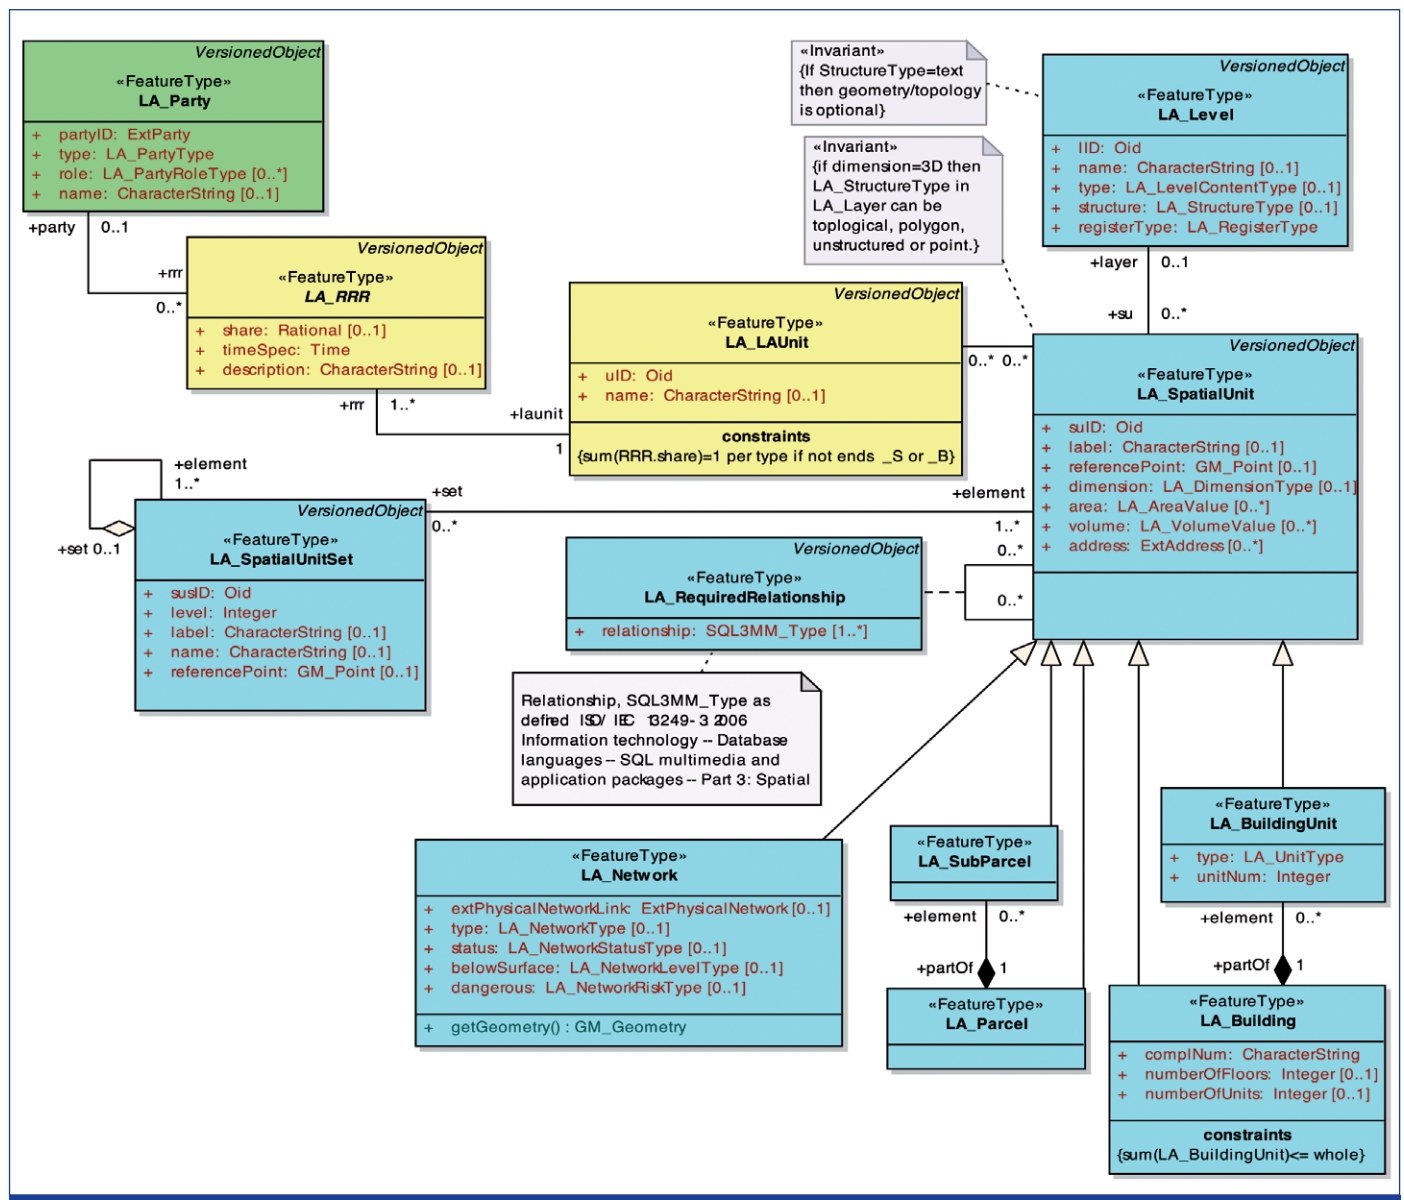 VersionedObject
«FeatureType»
LA_Party
+ partyID: ExtParty
+ type: LA_PartyType
+ role: LA_PartyRoleType [0..*]
+ name: CharacterString [0..1]
+party 0..1
+rrr
0..*
VersionedObject
«FeatureType»
LA_RRR
+ share: Rational [0..1]
+ timeSpec: Time
+ description: CharacterString [0..1]
+rrr 1..*
+launit
1
VersionedObject
«FeatureType»
LA_LAUnit
+ uID: Oid
+ name: CharacterString [0..1]
constraints
{sum(RRR.share)=1 per type if not ends _S or _B}
0..* 0..*
«Invariant»
{If StructureType=text
then geometry/topology
is optional}
«Invariant»
{if dimension=3D then
LA_StructureType in
LA_Layer can be
toplogical, polygon,
unstructured or point.}
VersionedObject
«FeatureType»
LA_Level
+ lID: Oid
+ name: CharacterString [0..1]
+ type: LA_LevelContentType [0..1]
+ structure: LA_StructureType [0..1]
+ registerType: LA_RegisterType
+layer 0..1
+su 0..*
VersionedObject
«FeatureType»
LA_SpatialUnit
+ suID: Oid
+ label: CharacterString [0..1]
+ referencePoint: GM_Point [0..1]
+ dimension: LA_DimensionType [0..1]
+ area: LA_AreaValue [0..*]
+ volume: LA_VolumeValue [0..*]
+ address: ExtAddress [0..*]
+element
1..*
+set 0..1
+set
0..*
+element
1..*
0..*
0..*
VersionedObject
«FeatureType»
LA_SpatialUnitSet
+ susID: Oid
+ level: Integer
+ label: CharacterString [0..1]
+ name: CharacterString [0..1]
+ referencePoint: GM_Point [0..1]
VersionedObject
«FeatureType»
LA_RequiredRelationship
+ relationship: SQL3MM_Type [1..*]
Relationship, SQL3MM_Type as
defined ISO/ IEC 13249-3: 2006
Information technology -- Database
languages -- SQL multimedia and
application packages -- Part 3: Spatial
«FeatureType»
LA_Network
+ extPhysicalNetworkLink: ExtPhysicalNetwork [0..1]
+ type: LA_NetworkType [0..1]
+ status: LA_NetworkStatusType [0..1]
+ belowSurface: LA_NetworkLevelType [0..1]
+ dangerous: LA_NetworkRiskType [0..1]
+ getGeometry() : GM_Geometry
«FeatureType»
LA_SubParcel
+element 0..*
+partOf 1
«FeatureType»
LA_Parcel
«FeatureType»
LA_BuildingUnit
+ type: LA_UnitType
+ unitNum: Integer
+element 0..*
+partOf 1
«FeatureType»
LA_Building
+ complNum: CharacterString
+ numberOfFloors: Integer [0..1]
+ numberOfUnits: Integer [0..1]
constraints
{sum(LA_BuildingUnit)<= whole}